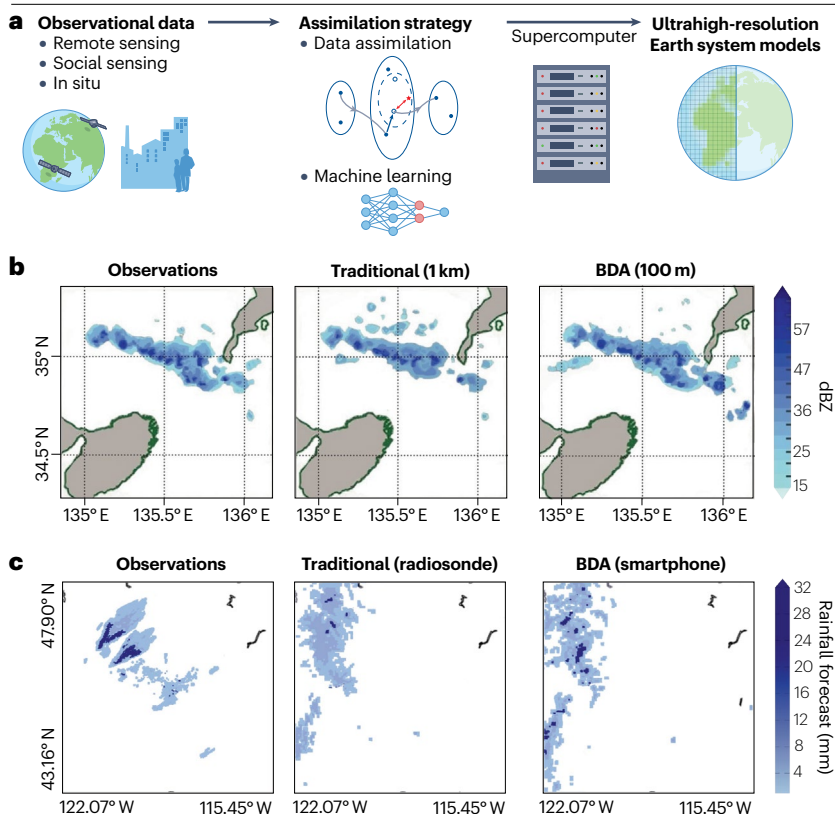 a
Observational data
• Remote sensing
• Social sensing
• In situ
Assimilation strategy
• Data assimilation
• Machine learning
Supercomputer
Ultrahigh-resolution
Earth system models
b
Observations
Traditional (1 km)
BDA (100 m)
35° N
34.5° N
135° E
135.5° E
136° E
135° E
135.5° E
136° E
135° E
135.5° E
136° E
57
47
36
25
15
dBZ
c
Observations
Traditional (radiosonde)
BDA (smartphone)
47.90° N
43.16° N
122.07° W
115.45° W
122.07° W
115.45° W
122.07° W
115.45° W
32
28
24
20
16
12
8
4
Rainfall forecast (mm)